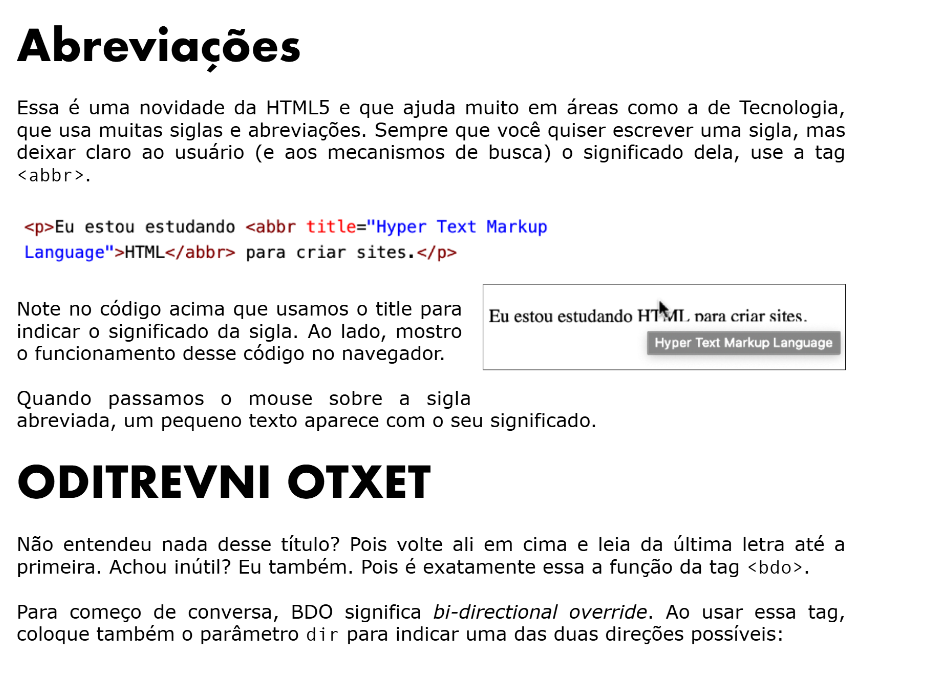 Abreviações
Essa é uma novidade da HTML5 e que ajuda muito em áreas como a de Tecnologia,
que usa muitas siglas e abreviações. Sempre que você quiser escrever uma sigla, mas
deixar claro ao usuário (e aos mecanismos de busca) o significado dela, use a tag
<abbr>.
<p>Eu estou estudando <abbr title="Hyper Text Markup
Language">HTML</abbr> para criar sites.</p>
Note no código acima que usamos o title para
indicar o significado da sigla. Ao lado, mostro
o funcionamento desse código no navegador.
Eu estou estudando HTML para criar sites.
Hyper Text Markup Language
Quando passamos o mouse sobre a sigla
abreviada, um pequeno texto aparece com o seu significado.
ODITREVNI OTXET
Não entendeu nada desse título? Pois volte ali em cima e leia da última letra até a
primeira. Achou inútil? Eu também. Pois é exatamente essa a função da tag <bdo>.
Para começo de conversa, BDO significa bi-directional override. Ao usar essa tag,
coloque também o parâmetro dir para indicar uma das duas direções possíveis: